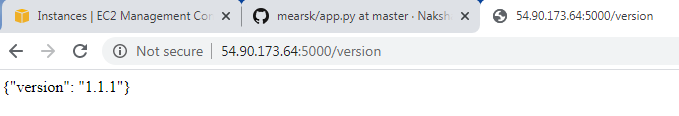 Instances | EC2 Management Con
mearsk/app.py at master · Naksh
54.90.173.64:5000/version
Not secure
54.90.173.64:5000/version
{"version": "1.1.1"}